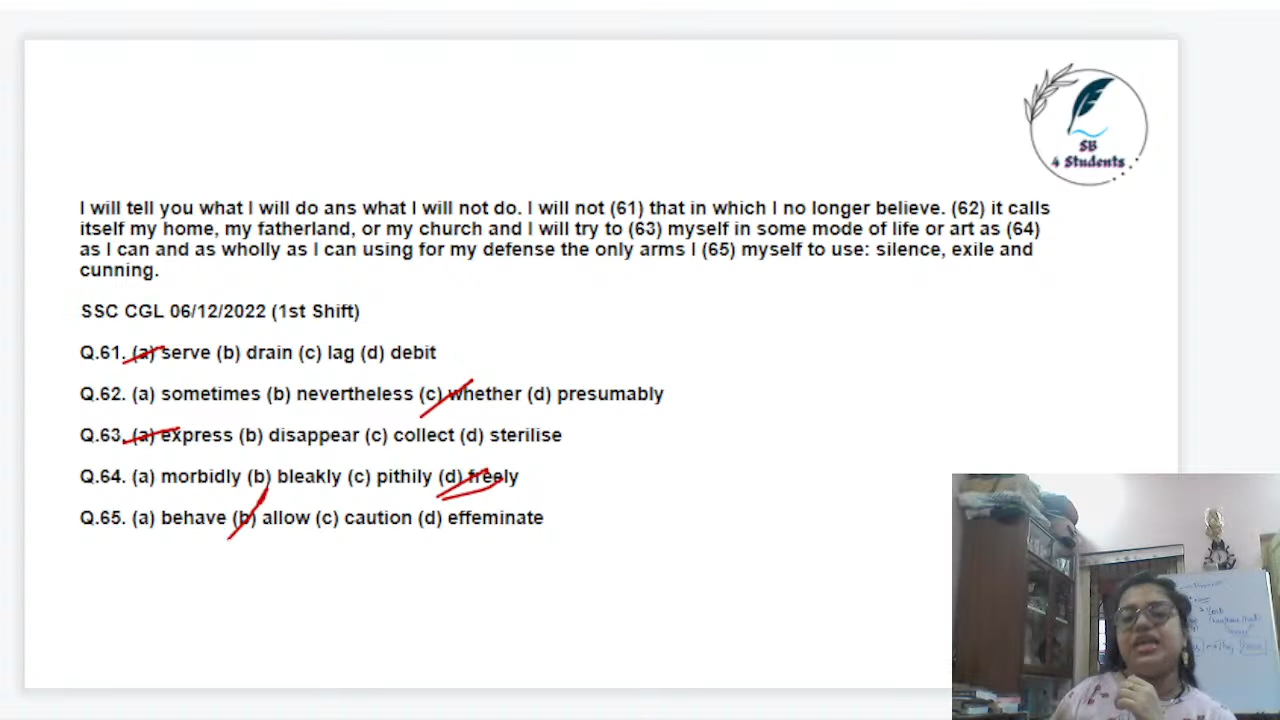 SB
4 Students
I will tell you what I will do ans what I will not do. I will not (61) that in which I no longer believe. (62) it calls
itself my home, my fatherland, or my church and I will try to (63) myself in some mode of life or art as (64)
as I can and as wholly as I can using for my defense the only arms I (65) myself to use: silence, exile and
cunning.
SSC CGL 06/12/2022 (1st Shift)
Q.61. (a) serve (b) drain (c) lag (d) debit
Q.62. (a) sometimes (b) nevertheless (c) whether (d) presumably
Q.63. (a) express (b) disappear (c) collect (d) sterilise
Q.64. (a) morbidly (b) bleakly (c) pithily (d) freely
Q.65. (a) behave (b) allow (c) caution (d) effeminate